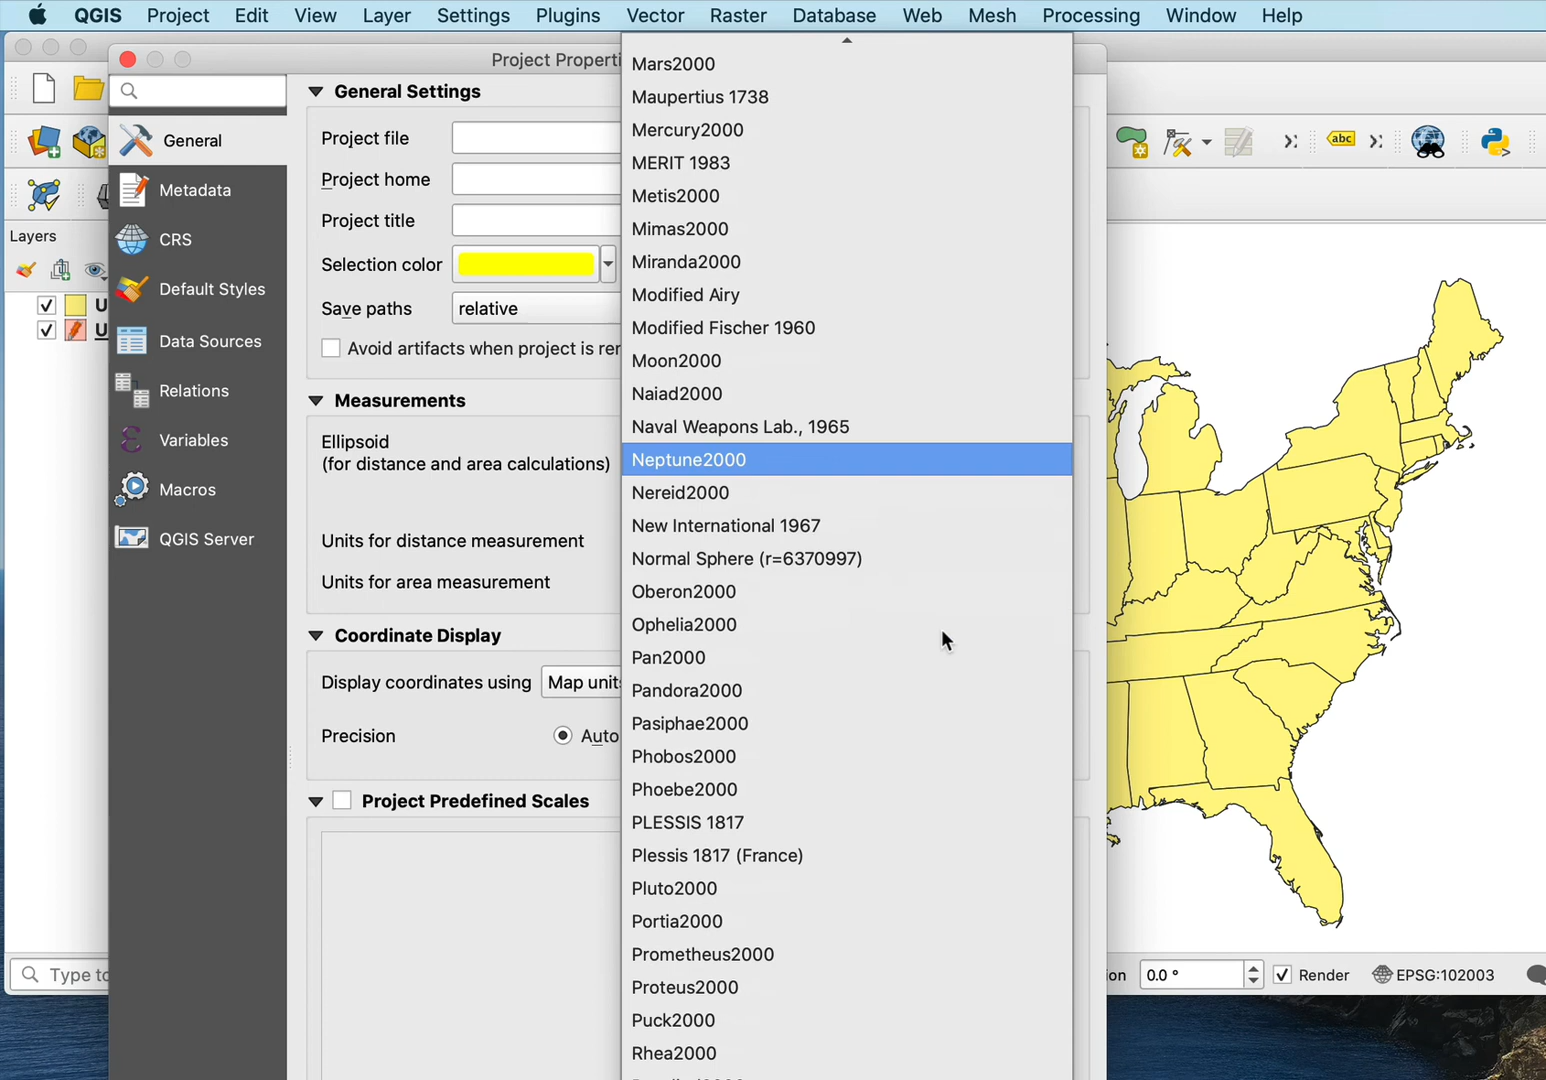 QGIS Project Edit View Layer Settings Plugins Vector Raster Database Web Mesh Processing Window Help
Project Properti
General Settings
Project file
Project home
Project title
Selection color
Save paths relative
Avoid artifacts when project is rer
Measurements
Ellipsoid
(for distance and area calculations)
Units for distance measurement
Units for area measurement
Coordinate Display
Display coordinates using Map units
Precision Auto
Project Predefined Scales
General
Metadata
CRS
Default Styles
Data Sources
Relations
Variables
Macros
QGIS Server
Layers
U
U
Type to
Mars2000
Maupertius 1738
Mercury2000
MERIT 1983
Metis2000
Mimas2000
Miranda2000
Modified Airy
Modified Fischer 1960
Moon2000
Naiad2000
Naval Weapons Lab., 1965
Neptune2000
Nereid2000
New International 1967
Normal Sphere (r=6370997)
Oberon2000
Ophelia2000
Pan2000
Pandora2000
Pasiphae2000
Phobos2000
Phoebe2000
PLESSIS 1817
Plessis 1817 (France)
Pluto2000
Portia2000
Prometheus2000
Proteus2000
Puck2000
Rhea2000
abc
ion 0.0 ° Render EPSG:102003